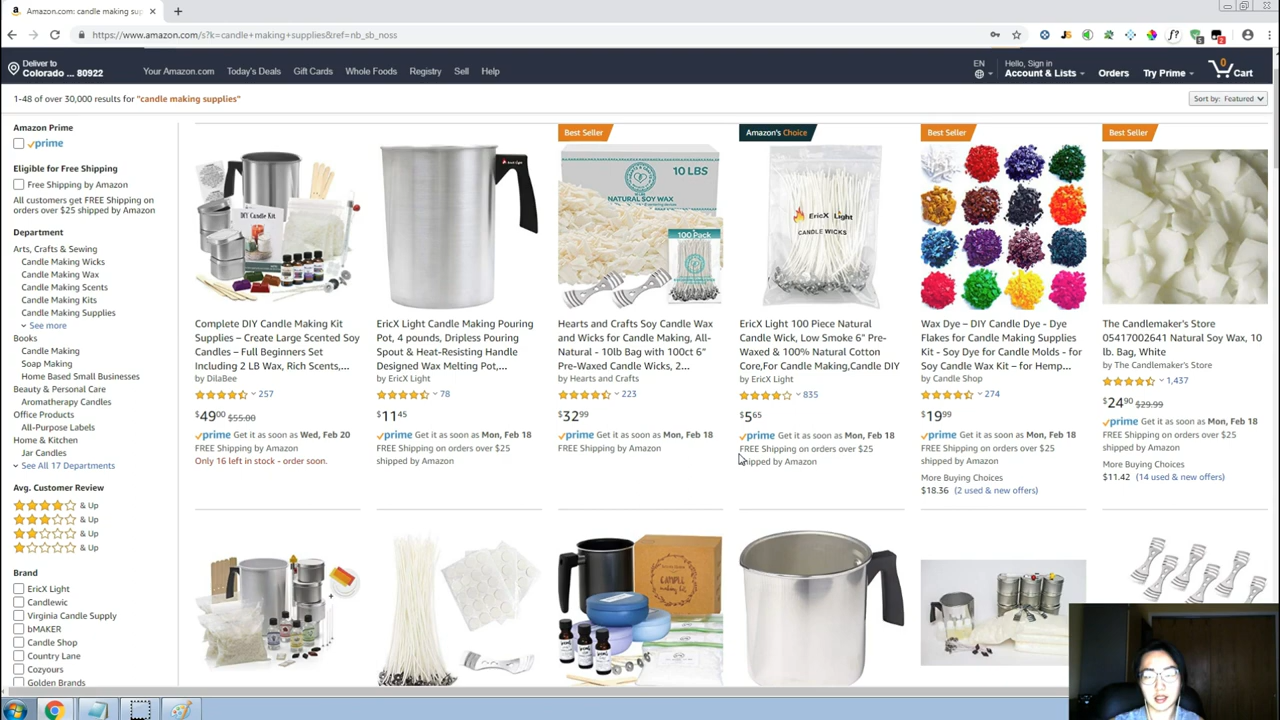 Amazon.com: candle making sup
https://www.amazon.com/s?k=candle+making+supplies&ref=nb_sb_noss
Deliver to
Colorado ... 80922
Your Amazon.com
Today's Deals
Gift Cards
Whole Foods
Registry
Sell
Help
EN
Hello, Sign in
Account & Lists
Orders
Try Prime
0
Cart
1-48 of over 30,000 results for "candle making supplies"
Sort by: Featured
Amazon Prime
prime
Eligible for Free Shipping
Free Shipping by Amazon
All customers get FREE Shipping on
orders over $25 shipped by Amazon
Department
Arts, Crafts & Sewing
Candle Making Wicks
Candle Making Wax
Candle Making Scents
Candle Making Kits
Candle Making Supplies
See more
Books
Candle Making
Soap Making
Home Based Small Businesses
Beauty & Personal Care
Aromatherapy Candles
Office Products
All-Purpose Labels
Home & Kitchen
Jar Candles
See All 17 Departments
Avg. Customer Review
& Up
& Up
& Up
& Up
Brand
EricX Light
Candlewic
Virginia Candle Supply
bMAKER
Candle Shop
Country Lane
Cozyours
Golden Brands
DIY Candle Kit
Complete DIY Candle Making Kit
Supplies – Create Large Scented Soy
Candles – Full Beginners Set
Including 2 LB Wax, Rich Scents,...
by DilaBee
257
$4900 $55.00
prime Get it as soon as Wed, Feb 20
FREE Shipping by Amazon
Only 16 left in stock - order soon.
EricX Light Candle Making Pouring
Pot, 4 pounds, Dripless Pouring
Spout & Heat-Resisting Handle
Designed Wax Melting Pot,...
by EricX Light
78
$1145
prime Get it as soon as Mon, Feb 18
FREE Shipping on orders over $25
shipped by Amazon
Best Seller
10 LBS
NATURAL SOY WAX
100 Pack
Hearts and Crafts Soy Candle Wax
and Wicks for Candle Making, All-
Natural - 10lb Bag with 100ct 6"
Pre-Waxed Candle Wicks, 2...
by Hearts and Crafts
223
$3299
prime Get it as soon as Mon, Feb 18
FREE Shipping by Amazon
Amazon's Choice
EricX Light
CANDLE WICKS
EricX Light 100 Piece Natural
Candle Wick, Low Smoke 6" Pre-
Waxed & 100% Natural Cotton
Core,For Candle Making,Candle DIY
by EricX Light
835
$565
prime Get it as soon as Mon, Feb 18
FREE Shipping on orders over $25
shipped by Amazon
Best Seller
Wax Dye – DIY Candle Dye - Dye
Flakes for Candle Making Supplies
Kit - Soy Dye for Candle Molds - for
Soy Candle Wax Kit – for Hemp...
by Candle Shop
274
$1999
prime Get it as soon as Mon, Feb 18
FREE Shipping on orders over $25
shipped by Amazon
More Buying Choices
$18.36 (2 used & new offers)
Best Seller
The Candlemaker's Store
05417002641 Natural Soy Wax, 10
lb. Bag, White
by The Candlemaker's Store
1,437
$2490 $29.99
prime Get it as soon as Mon, Feb 18
FREE Shipping on orders over $25
shipped by Amazon
More Buying Choices
$11.42 (14 used & new offers)